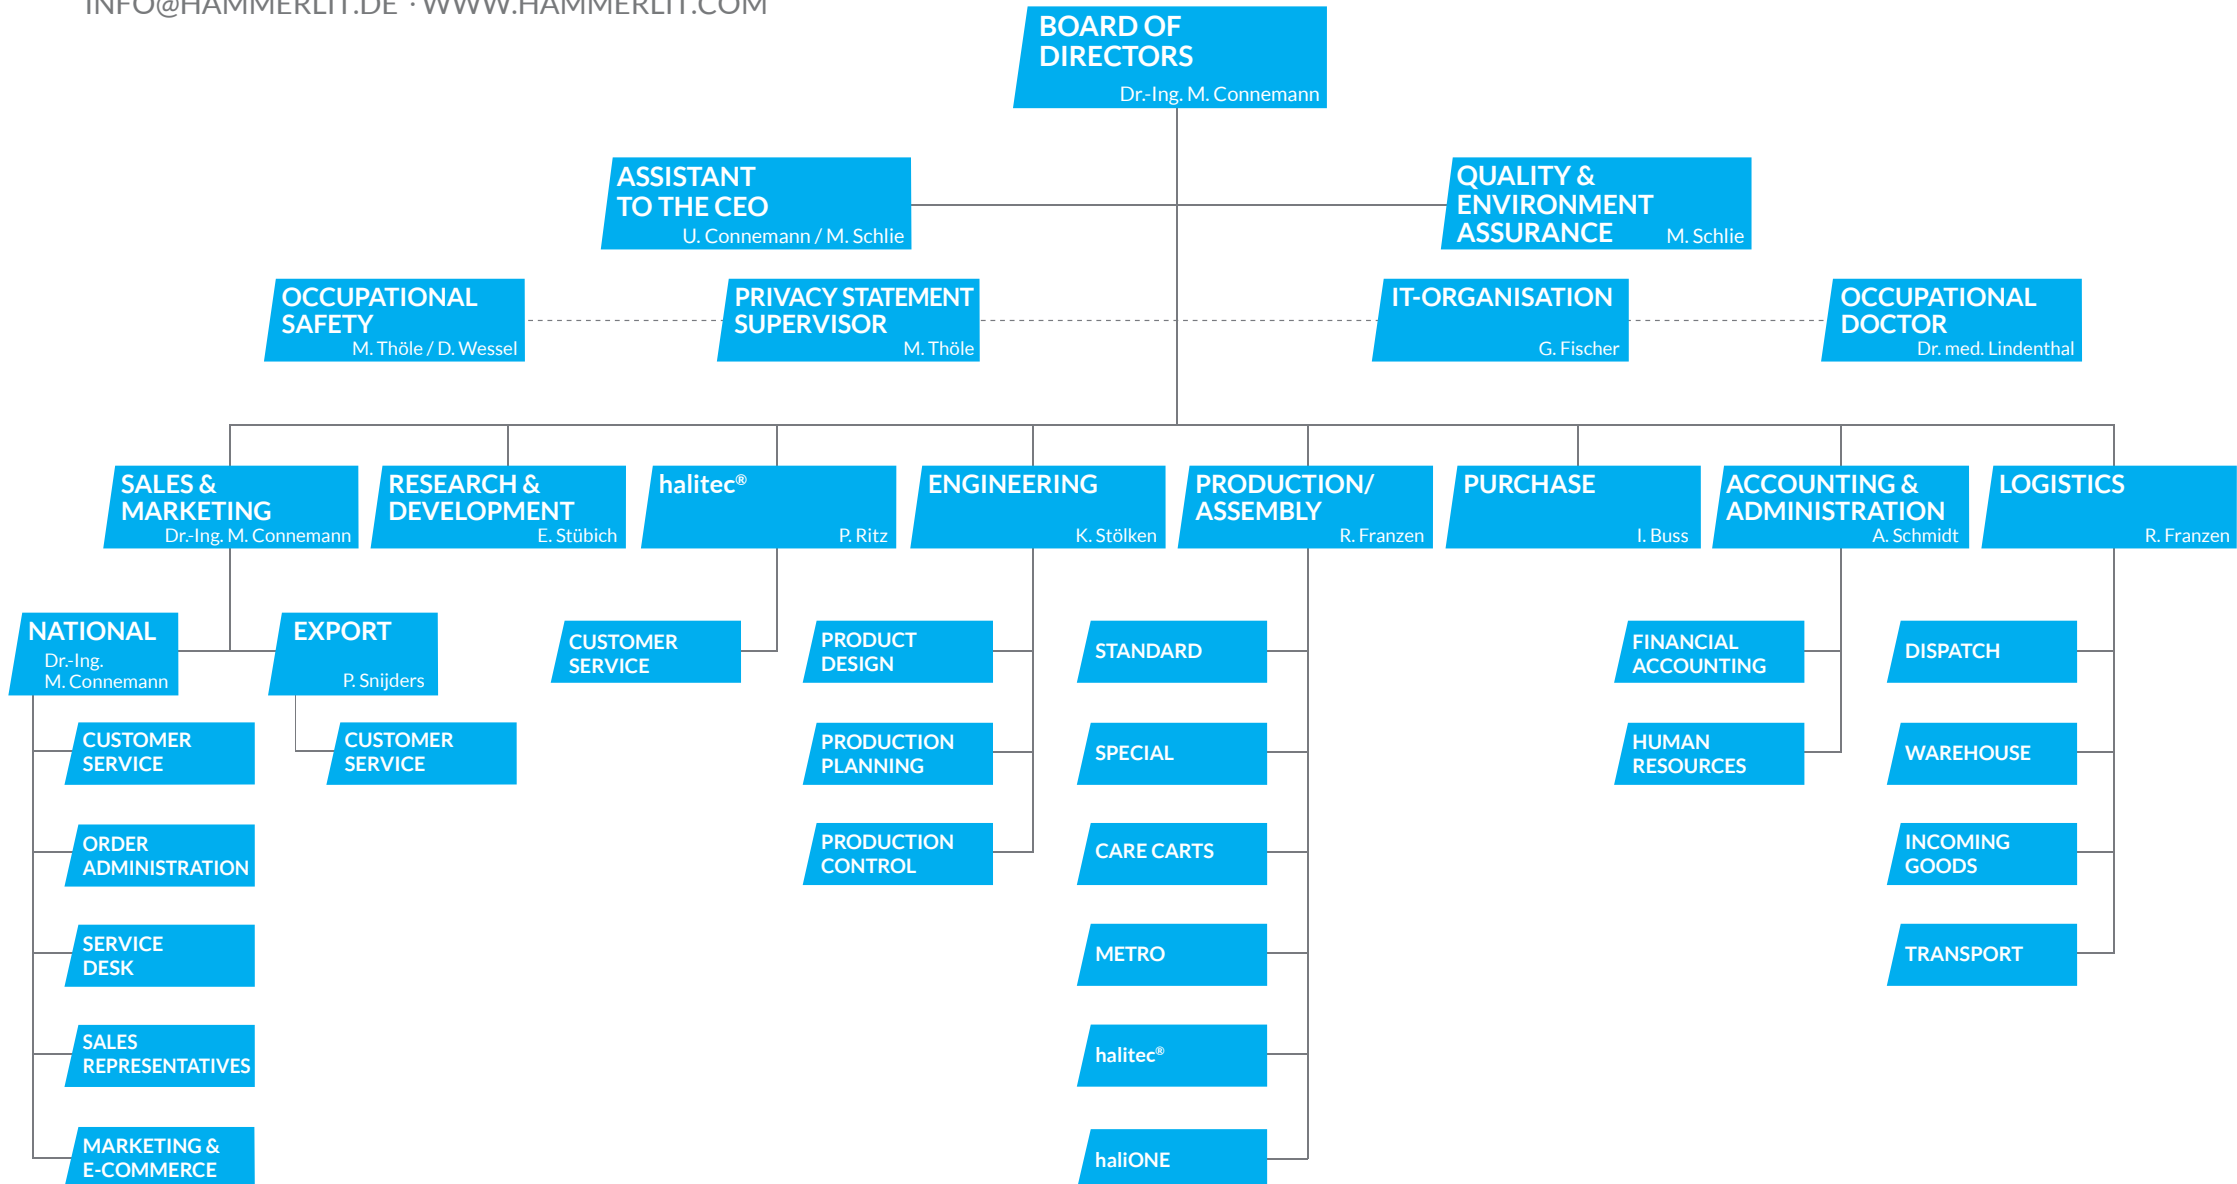 INFO@HAMMERLIT.DE · WWW.HAMMERLIT.COM
BOARD OF
DIRECTORS
Dr.-Ing. M. Connemann
ASSISTANT
TO THE CEO
U. Connemann / M. Schlie
QUALITY &
ENVIRONMENT
ASSURANCE M. Schlie
OCCUPATIONAL
SAFETY
M. Thöle / D. Wessel
PRIVACY STATEMENT
SUPERVISOR
M. Thöle
IT-ORGANISATION
G. Fischer
OCCUPATIONAL
DOCTOR
Dr. med. Lindenthal
SALES &
MARKETING
Dr.-Ing. M. Connemann
RESEARCH &
DEVELOPMENT
E. Stübich
halitec®
P. Ritz
ENGINEERING
K. Stölken
PRODUCTION/
ASSEMBLY
R. Franzen
PURCHASE
I. Buss
ACCOUNTING &
ADMINISTRATION
A. Schmidt
LOGISTICS
R. Franzen
NATIONAL
Dr.-Ing.
M. Connemann
EXPORT
P. Snijders
CUSTOMER
SERVICE
ORDER
ADMINISTRATION
SERVICE
DESK
SALES
REPRESENTATIVES
MARKETING &
E-COMMERCE
CUSTOMER
SERVICE
CUSTOMER
SERVICE
PRODUCT
DESIGN
PRODUCTION
PLANNING
PRODUCTION
CONTROL
STANDARD
SPECIAL
CARE CARTS
METRO
halitec®
haliONE
FINANCIAL
ACCOUNTING
HUMAN
RESOURCES
DISPATCH
WAREHOUSE
INCOMING
GOODS
TRANSPORT